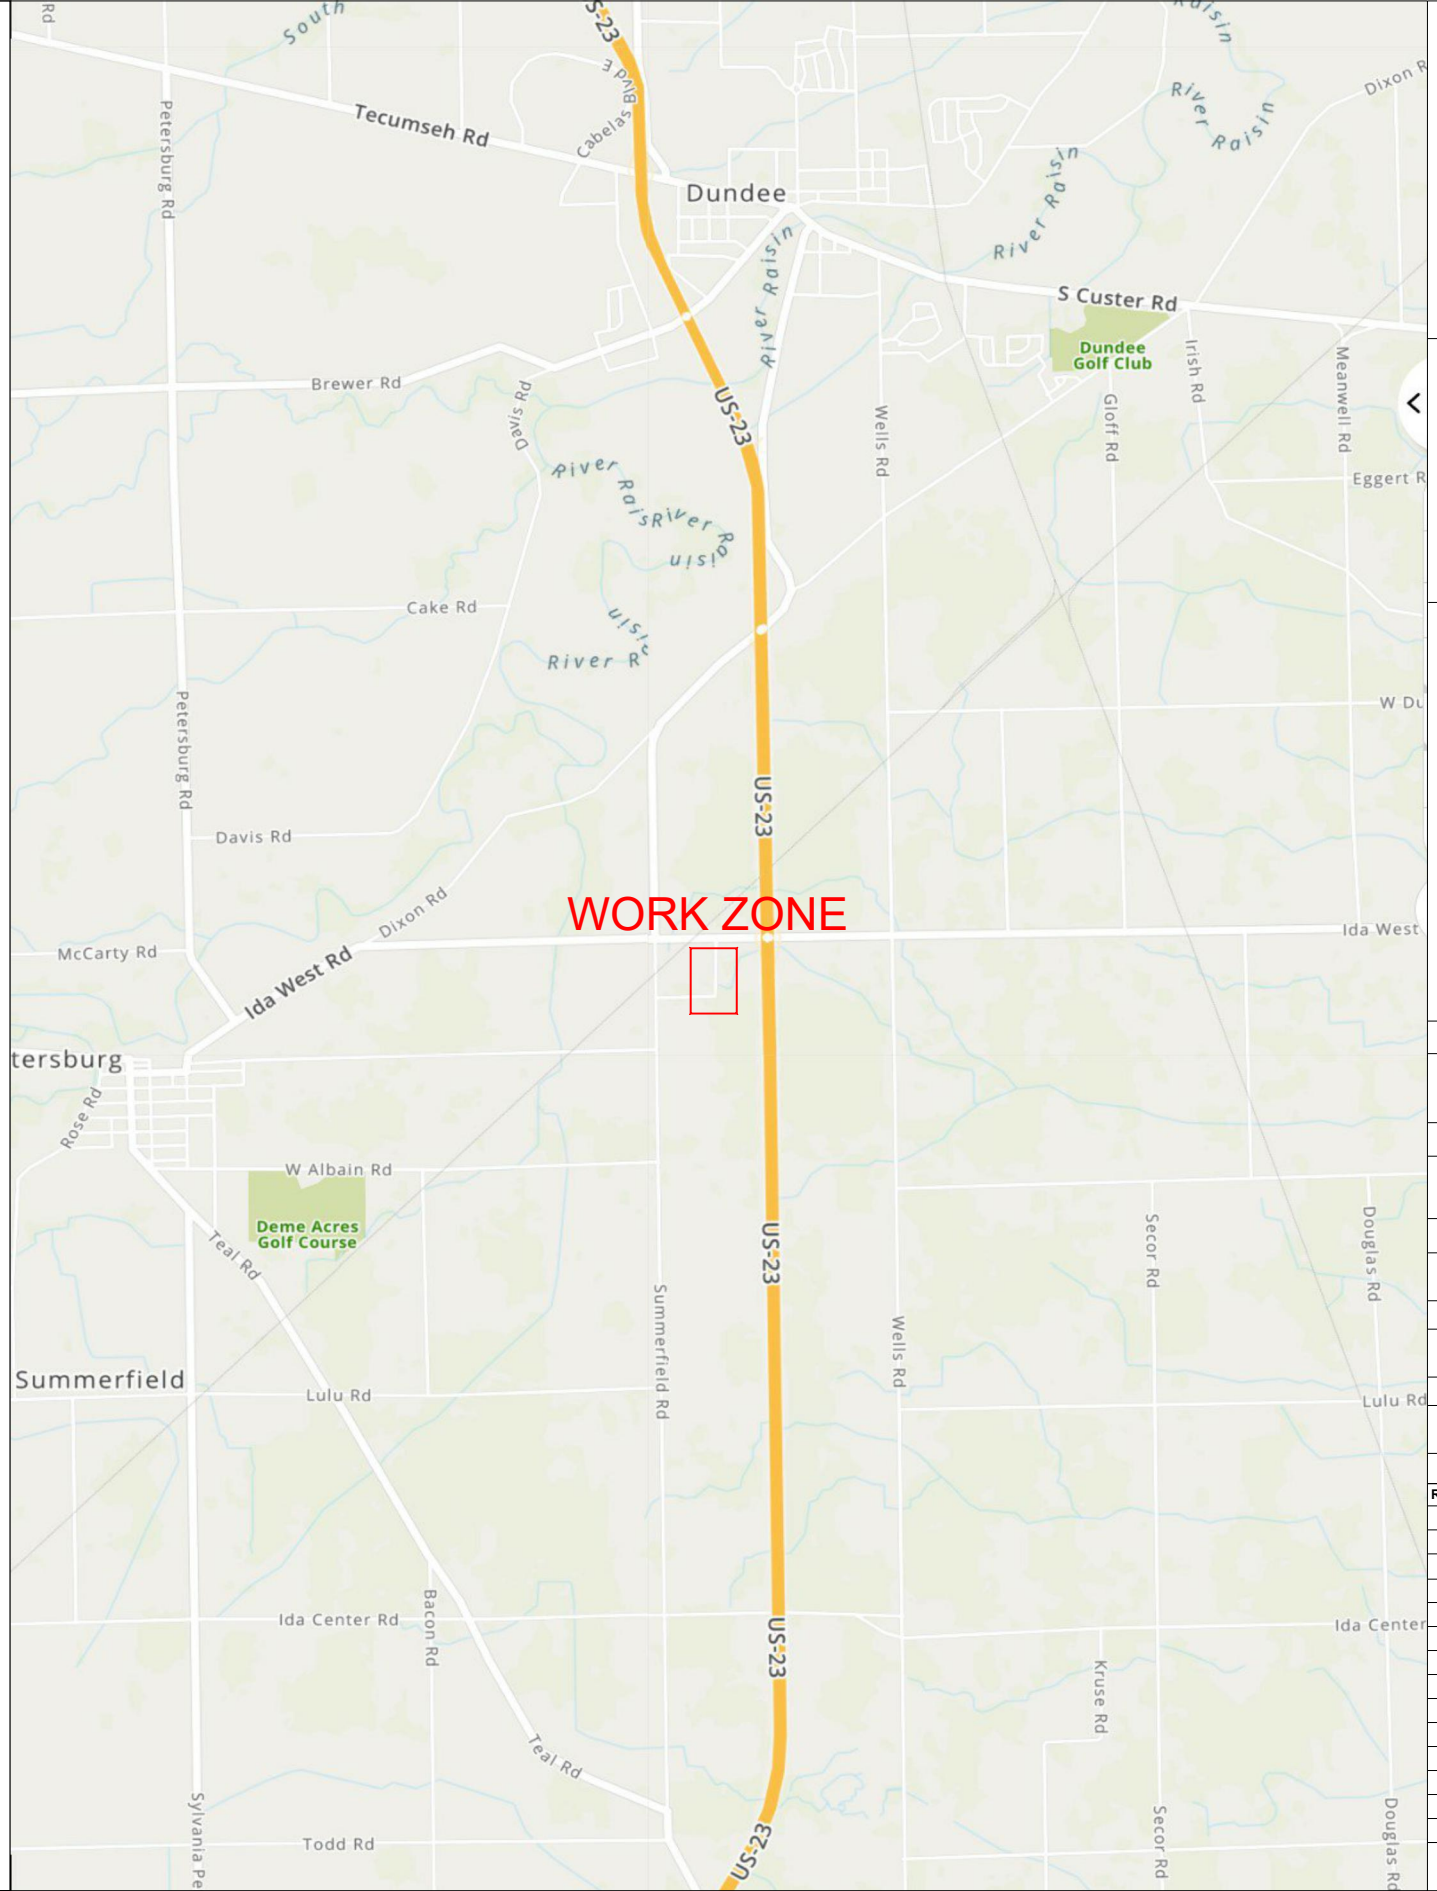 Rd
South
S-23
Raisin
Dixon R
Blvd E
Cabelas
River
Raisin
Petersburg Rd
Tecumseh Rd
River Raisin
Dundee
River Raisin
S Custer Rd
Dundee
Golf Club
Irish Rd
Meanwell Rd
Brewer Rd
Davis Rd
US-23
Wells Rd
Gloff Rd
Eggert R
River
Rais
River Raisin
Cake Rd
isin
River R
Petersburg Rd
W Du
US-23
Davis Rd
Dixon Rd
WORK ZONE
Ida West
McCarty Rd
Ida West Rd
tersburg
Rose Rd
W Albain Rd
Deme Acres
Golf Course
Teal Rd
US-23
Secor Rd
Douglas Rd
Summerfield Rd
Wells Rd
Summerfield
Lulu Rd
Lulu Rd
R
Ida Center Rd
Bacon Rd
US-23
Ida Center
Kruse Rd
Teal Rd
Sylvania Pe
Todd Rd
US-23
Secor Rd
Douglas Rd